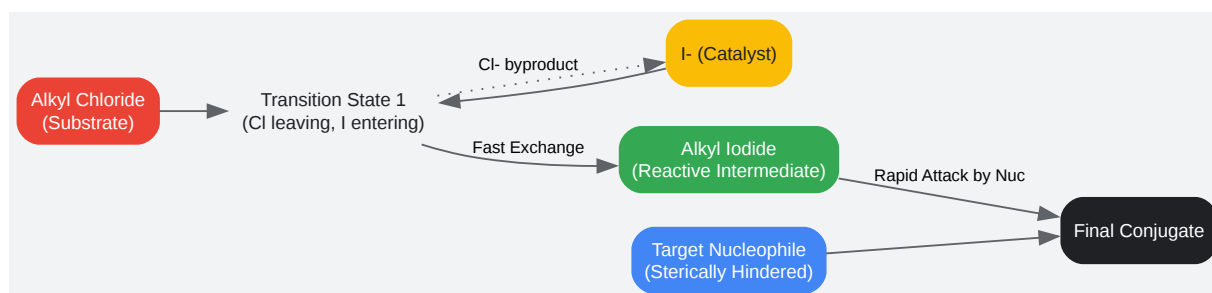 Cl- byproduct
I- (Catalyst)
Alkyl Chloride
(Substrate)
Transition State 1
(Cl leaving, I entering)
Fast Exchange
Alkyl Iodide
(Reactive Intermediate)
Rapid Attack by Nuc
Target Nucleophile
(Sterically Hindered)
Final Conjugate